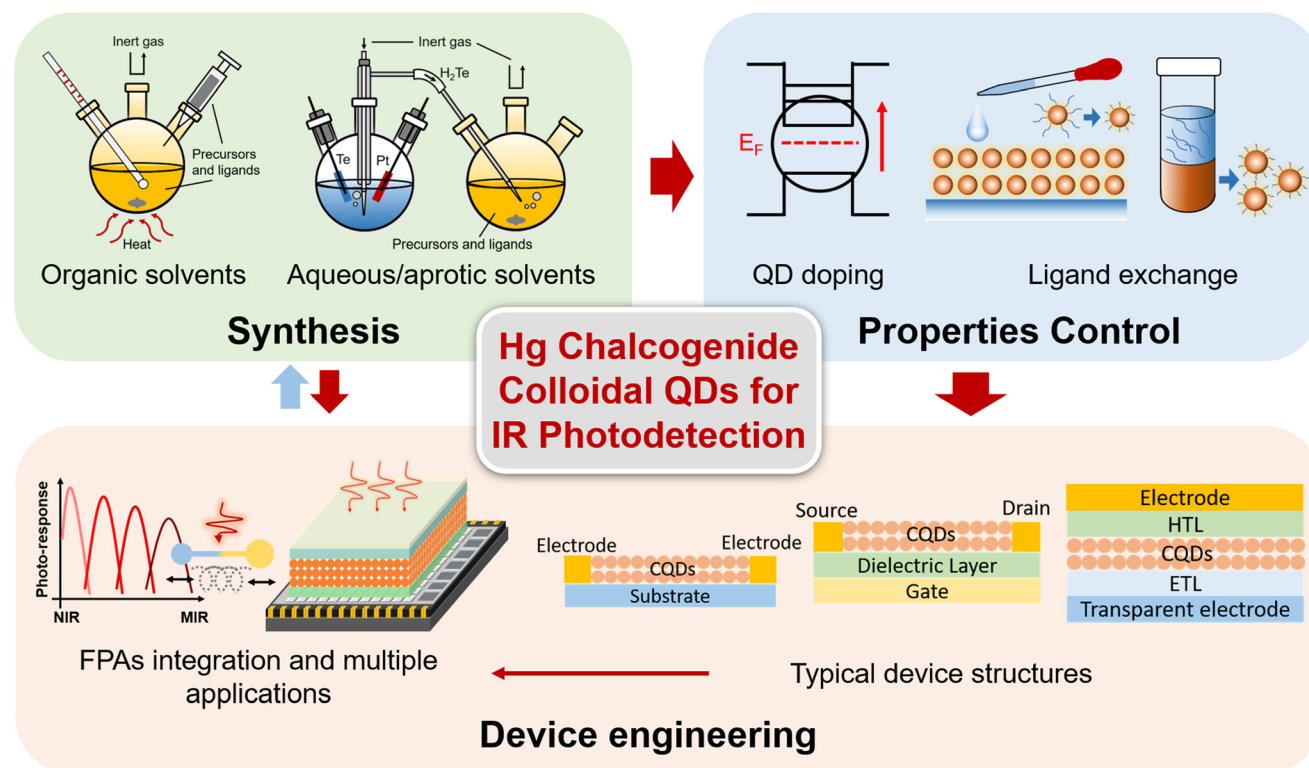 Inert gas
Precursors
and ligands
Heat
Organic solvents
Inert gas
H₂Te
Te
Pt
Precursors and ligands
Aqueous/aprotic solvents
Synthesis
E_F
QD doping
Ligand exchange
Properties Control
Hg Chalcogenide
Colloidal QDs for
IR Photodetection
Photo-response
NIR
MIR
FPAs integration and multiple
applications
Electrode
Electrode
CQDs
Substrate
Source
Drain
CQDs
Dielectric Layer
Gate
Electrode
HTL
CQDs
ETL
Transparent electrode
Typical device structures
Device engineering